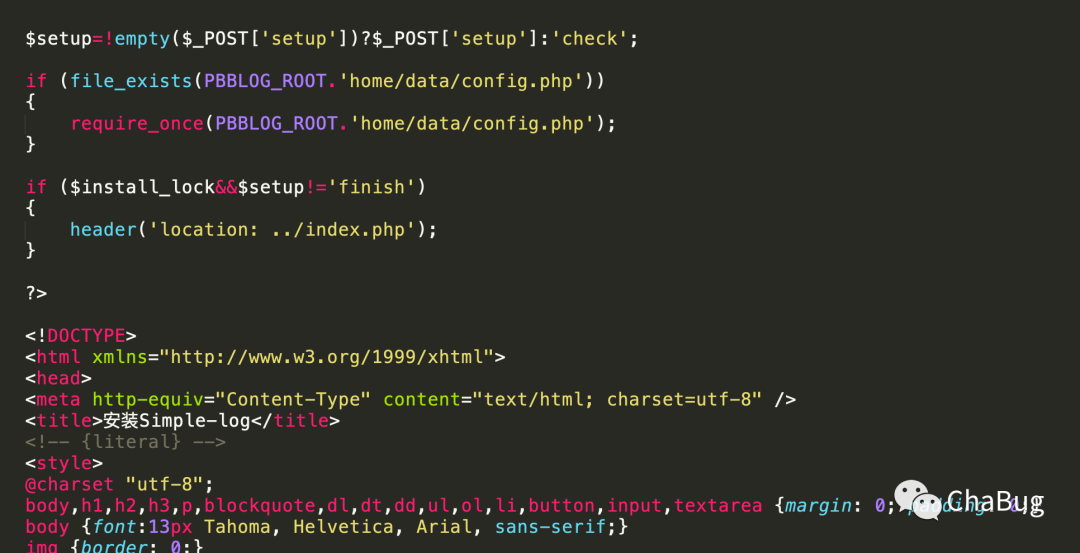 $setup=!empty($_POST['setup'])?$_POST['setup']:'check';
if (file_exists(PBBLOG_ROOT.'home/data/config.php'))
{
require_once(PBBLOG_ROOT.'home/data/config.php');
}
if ($install_lock&&$setup!='finish')
{
header('location: ../index.php');
}
?>
<!DOCTYPE>
<html xmlns="http://www.w3.org/1999/xhtml">
<head>
<meta http-equiv="Content-Type" content="text/html; charset=utf-8" />
<title>安装Simple-log</title>
<!-- {literal} -->
<style>
@charset "utf-8";
body,h1,h2,h3,p,blockquote,dl,dt,dd,ul,ol,li,button,input,textarea {margin: 0;
ChaBug
body {font:13px Tahoma, Helvetica, Arial, sans-serif;}
img {border: 0;}